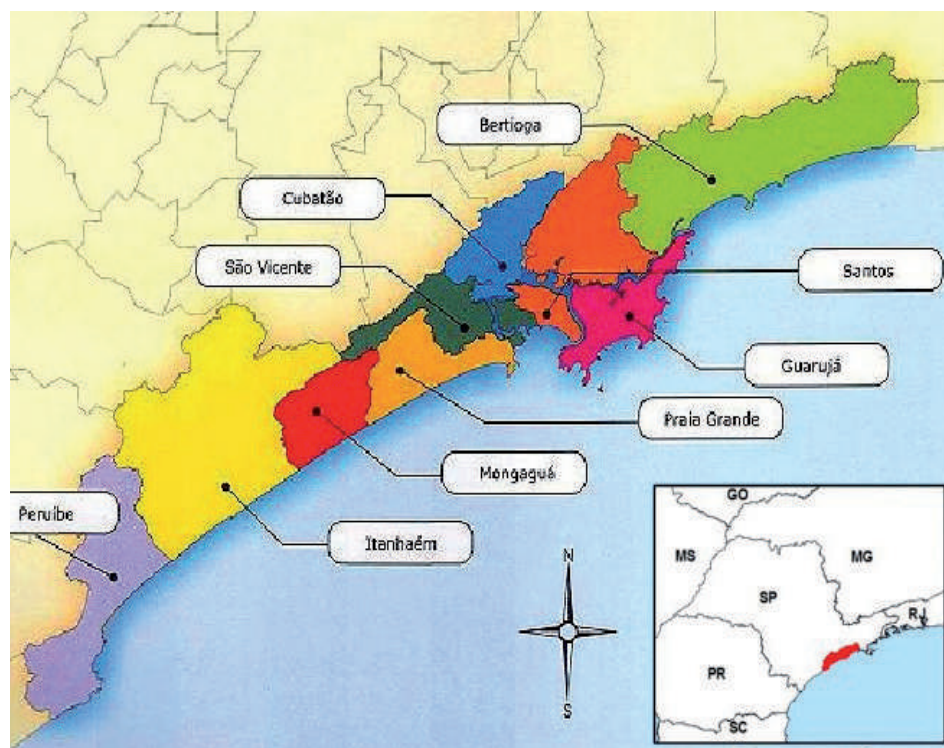 Bertioga
Cubatão
São Vicente
Santos
Guarujá
Praia Grande
Mongaguá
Peruíbe
Itanhaém
N
S
GO
MS
MG
SP
RJ
PR
SC